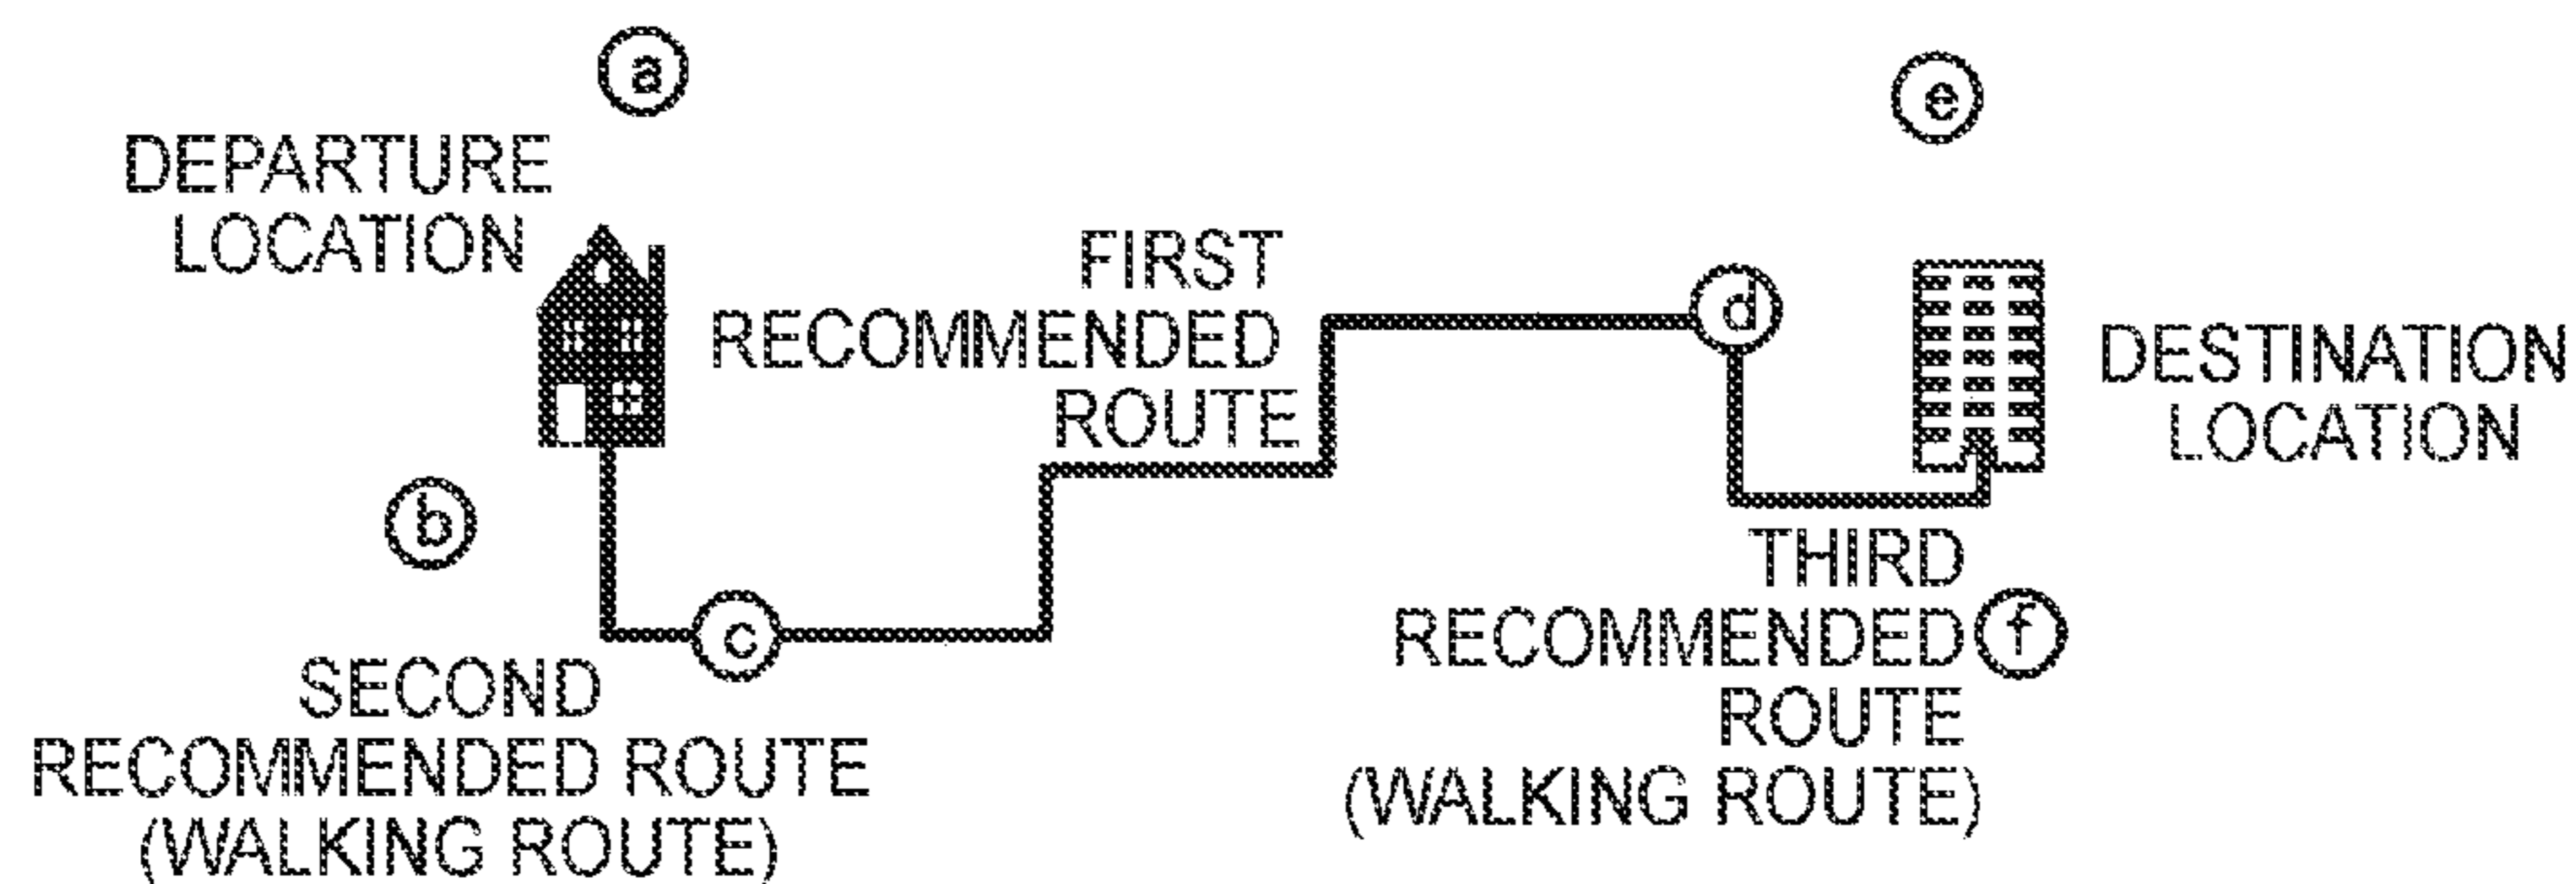 a
e
DEPARTURE
LOCATION
FIRST
RECOMMENDED
ROUTE
d
DESTINATION
LOCATION
b
c
SECOND
RECOMMENDED ROUTE
(WALKING ROUTE)
THIRD
RECOMMENDED
ROUTE
(WALKING ROUTE)
f